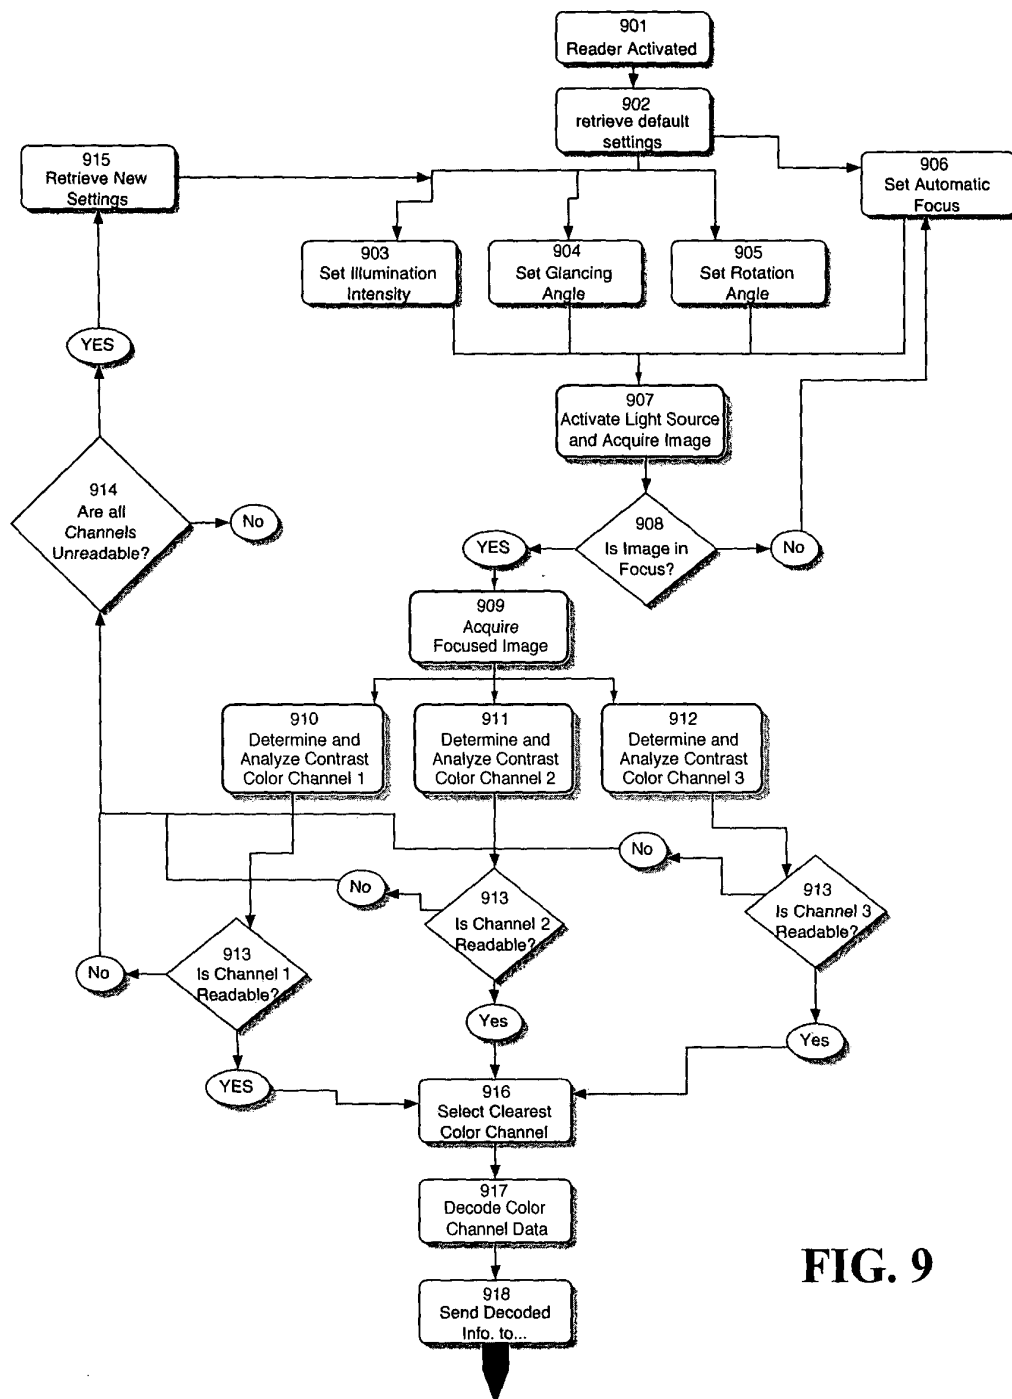 901
Reader Activated
902
retrieve default
settings
915
Retrieve New
Settings
906
Set Automatic
Focus
903
Set Illumination
Intensity
904
Set Glancing
Angle
905
Set Rotation
Angle
YES
907
Activate Light Source
and Acquire Image
914
Are all
Channels
Unreadable?
No
908
Is Image in
Focus?
YES
No
909
Acquire
Focused Image
910
Determine and
Analyze Contrast
Color Channel 1
911
Determine and
Analyze Contrast
Color Channel 2
912
Determine and
Analyze Contrast
Color Channel 3
No
No
913
Is Channel 2
Readable?
913
Is Channel 3
Readable?
No
913
Is Channel 1
Readable?
Yes
Yes
YES
916
Select Clearest
Color Channel
917
Decode Color
Channel Data
918
Send Decoded
Info. to...
FIG. 9